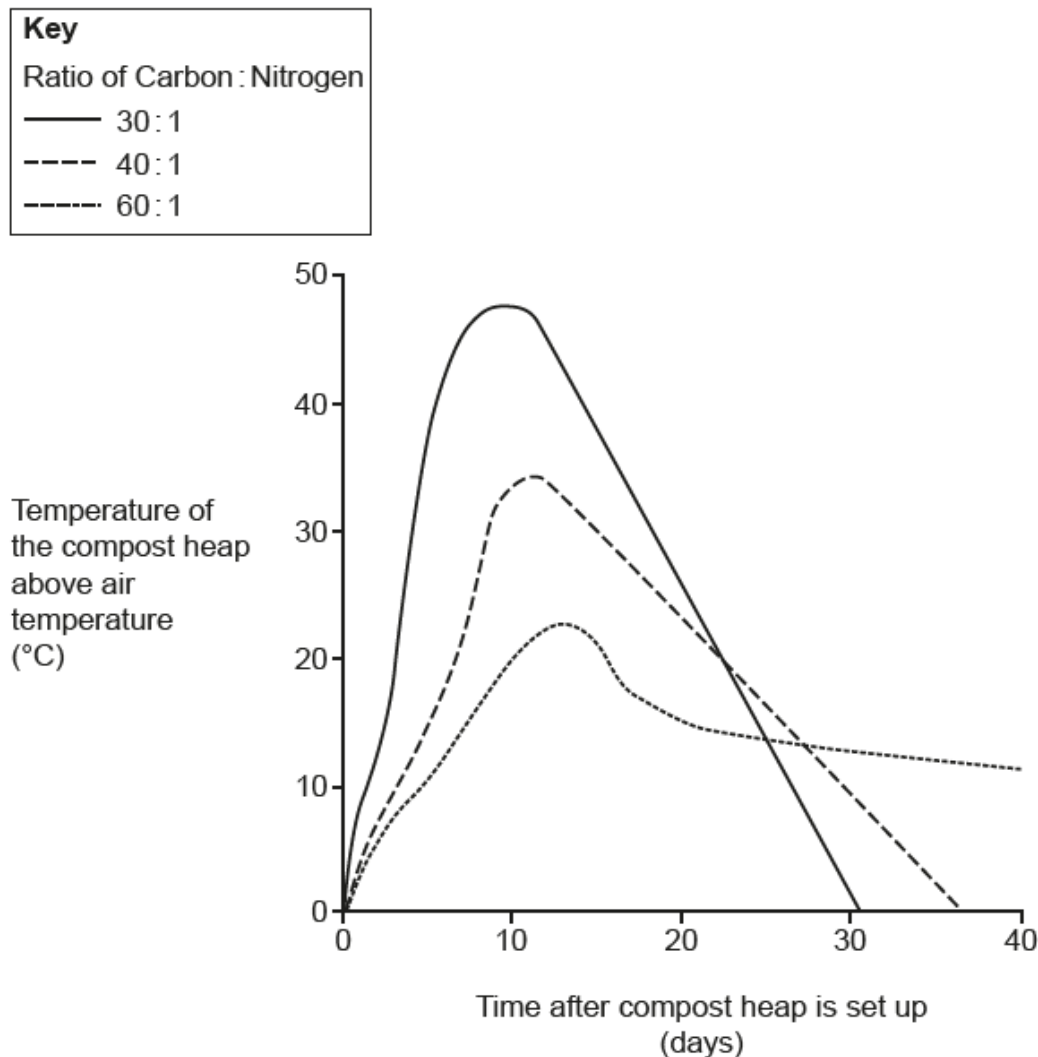 Key
Ratio of Carbon : Nitrogen
30 : 1
40 : 1
60 : 1
50
40
30
20
10
0
Temperature of
the compost heap
above air
temperature
(°C)
0 10 20 30 40
Time after compost heap is set up
(days)